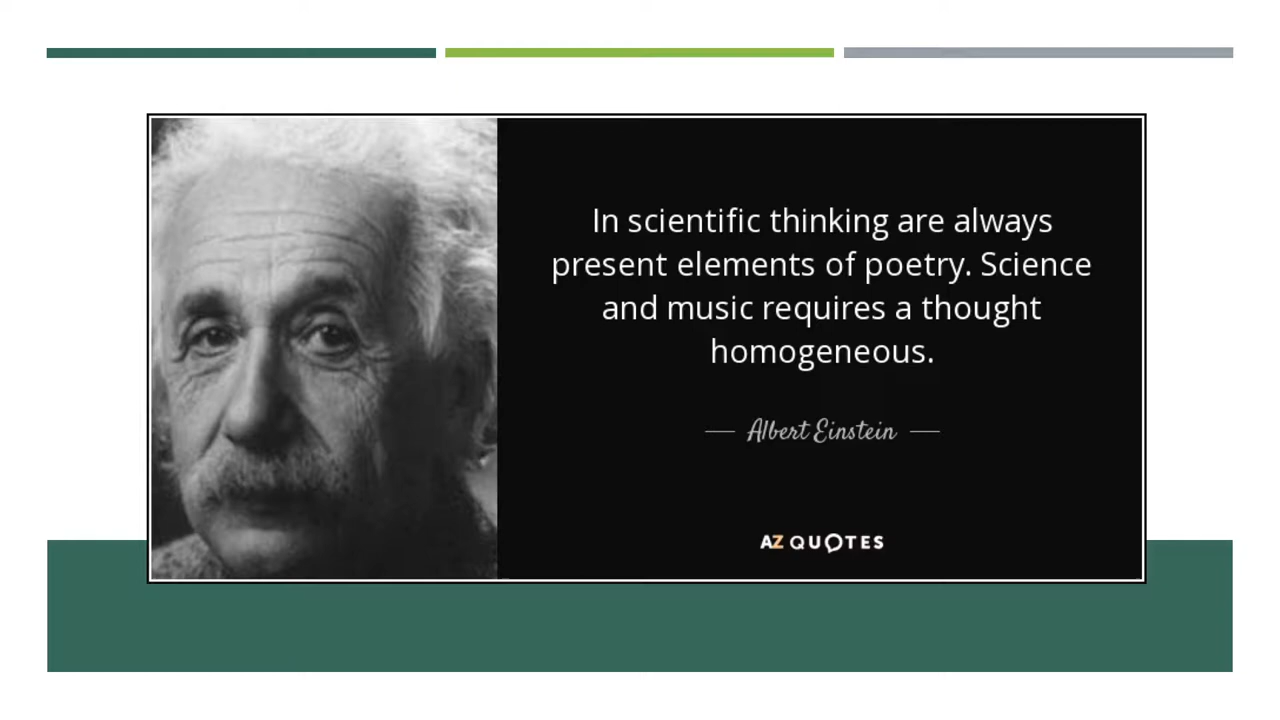 In scientific thinking are always
present elements of poetry. Science
and music requires a thought
homogeneous.
Albert Einstein
AZ QUOTES